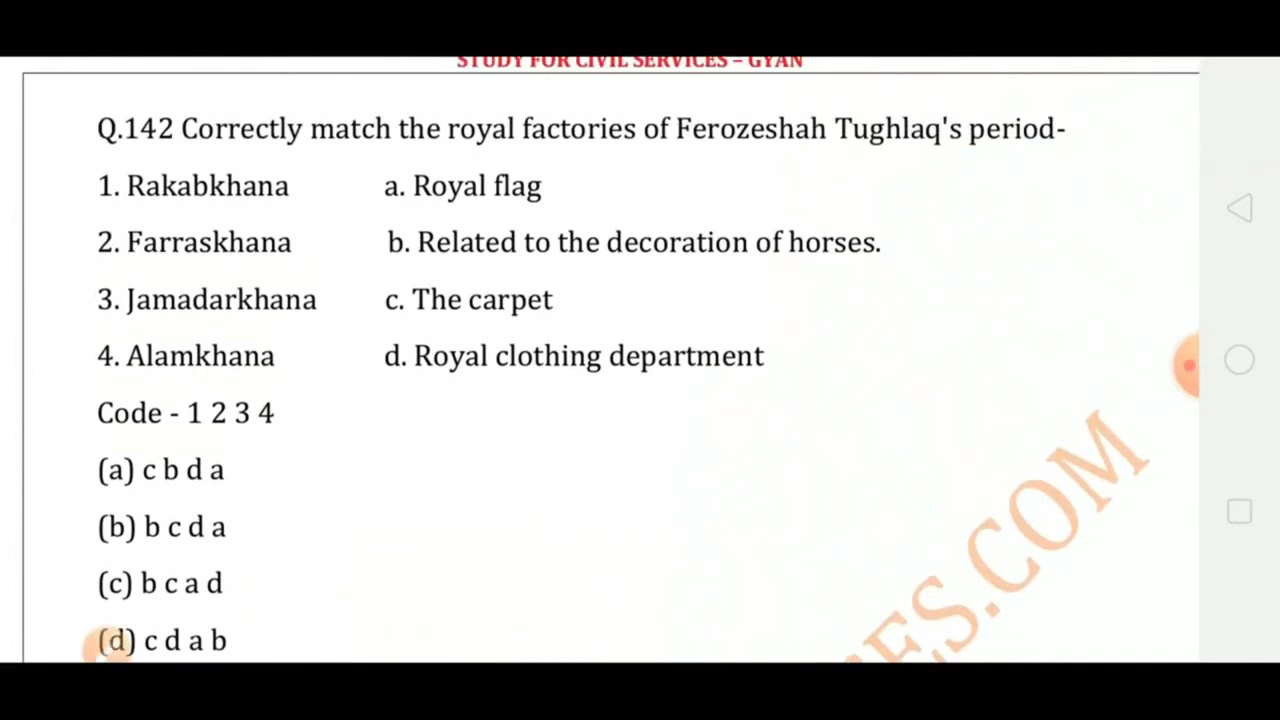 STUDY FOR CIVIL SERVICES – GYAN
Q.142 Correctly match the royal factories of Ferozeshah Tughlaq's period-
1. Rakabkhana a. Royal flag
2. Farraskhana b. Related to the decoration of horses.
3. Jamadarkhana c. The carpet
4. Alamkhana d. Royal clothing department
Code - 1 2 3 4
(a) c b d a
(b) b c d a
(c) b c a d
(d) c d a b